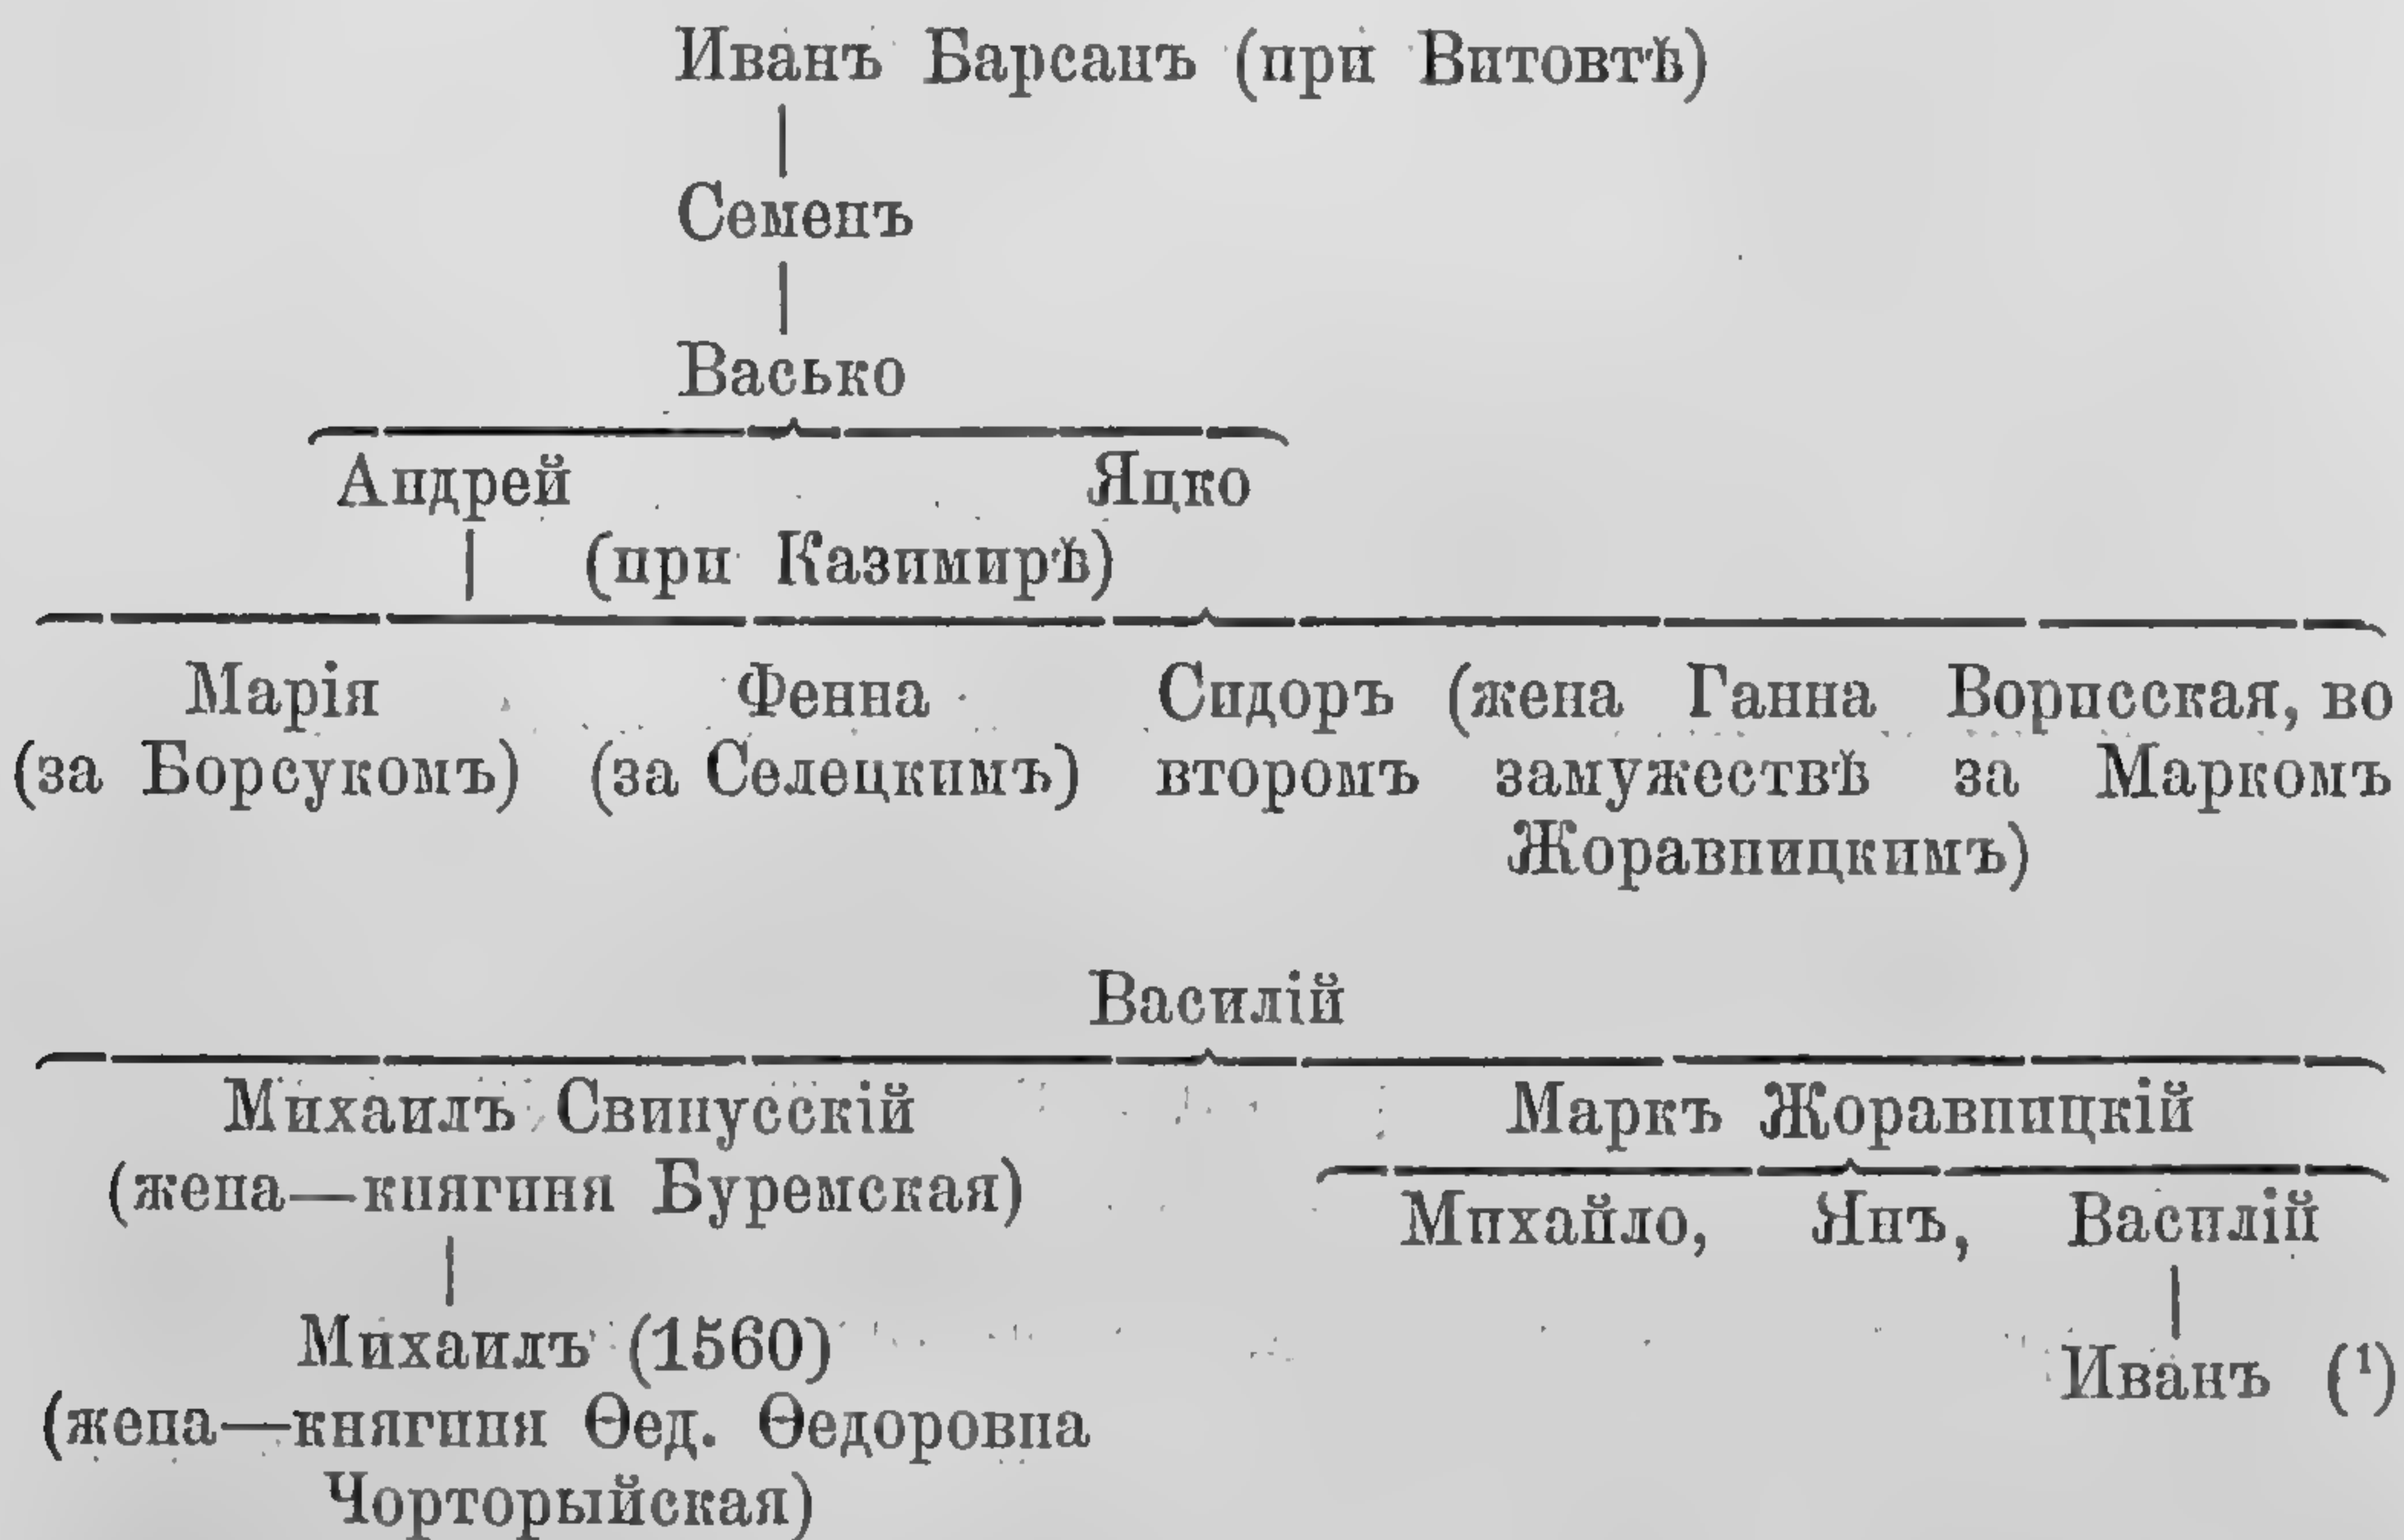 Иванъ Барсанъ (при Витовтѣ)
Семенъ
Васько
Андрей Яцко
(при Казимирѣ)
Марія Фенна Сидоръ (жена Ганна Ворисская, во
(за Борсукомъ) (за Селецкимъ) второмъ замужествѣ за Маркомъ
Жоравницкимъ)
Василій
Михаилъ Свинусскій Маркъ Жоравницкій
(жена—княгиня Буремская) Михайло, Янъ, Василій
Михаилъ (1560) Иванъ (¹)
(жена—княгиня Ѳед. Ѳедоровна
Чорторыйская)